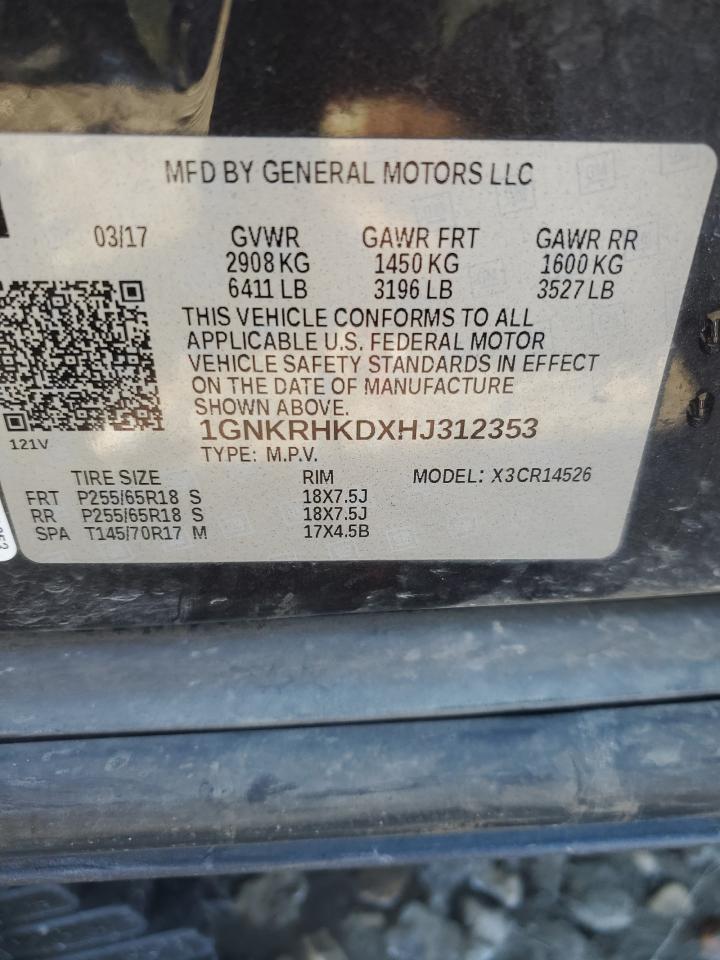 MFD BY GENERAL MOTORS LLC
03/17 GVWR GAWR FRT GAWR RR
2908 KG 1450 KG 1600 KG
6411 LB 3196 LB 3527 LB
THIS VEHICLE CONFORMS TO ALL
APPLICABLE U.S. FEDERAL MOTOR
VEHICLE SAFETY STANDARDS IN EFFECT
ON THE DATE OF MANUFACTURE
SHOWN ABOVE.
121V
1GNKRHKDXHJ312353
TYPE: M.P.V.
TIRE SIZE RIM MODEL: X3CR14526
FRT P255/65R18 S 18X7.5J
RR P255/65R18 S 18X7.5J
SPA T145/70R17 M 17X4.5B